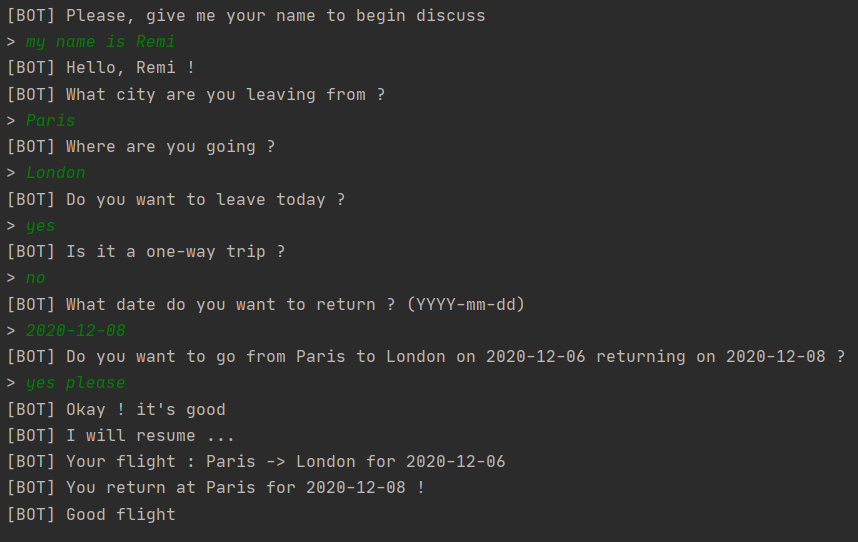 [BOT] Please, give me your name to begin discuss
> my name is Remi
[BOT] Hello, Remi !
[BOT] What city are you leaving from ?
> Paris
[BOT] Where are you going ?
> London
[BOT] Do you want to leave today ?
> yes
[BOT] Is it a one-way trip ?
> no
[BOT] What date do you want to return ? (YYYY-mm-dd)
> 2020-12-08
[BOT] Do you want to go from Paris to London on 2020-12-06 returning on 2020-12-08 ?
> yes please
[BOT] Okay ! it's good
[BOT] I will resume ...
[BOT] Your flight : Paris -> London for 2020-12-06
[BOT] You return at Paris for 2020-12-08 !
[BOT] Good flight